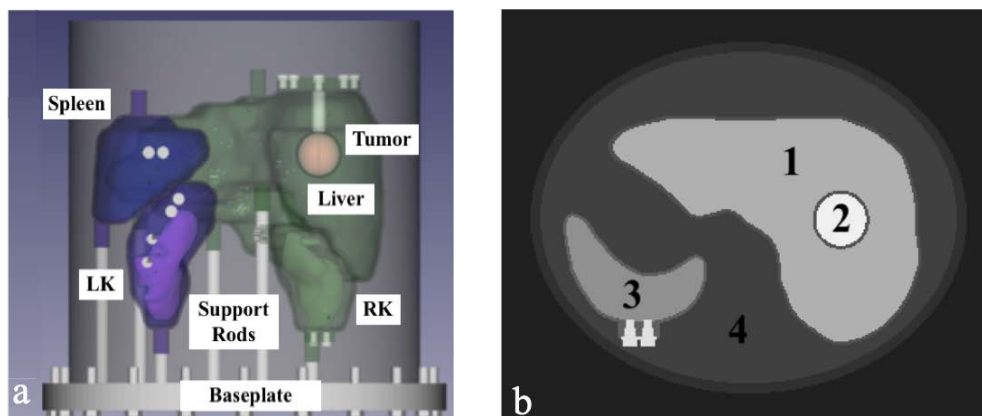 Spleen
Tumor
Liver
LK
Support
Rods
RK
Baseplate
a
1
2
3
4
b